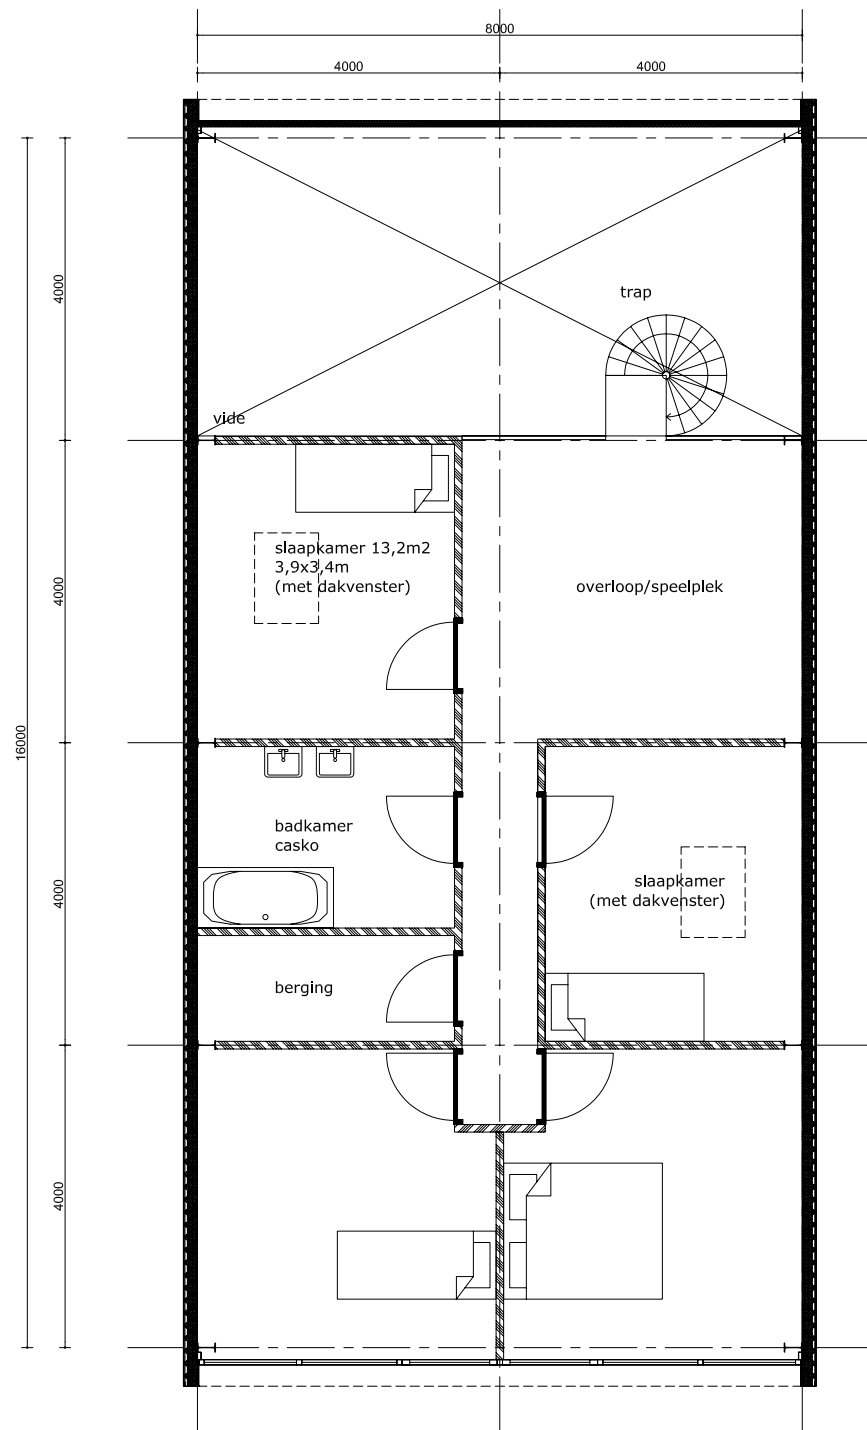 8000
4000
4000
4000
trap
vide
slaapkamer 13,2m2
3,9x3,4m
(met dakvenster)
overloop/speelplek
4000
16000
badkamer
casko
slaapkamer
(met dakvenster)
4000
berging
4000